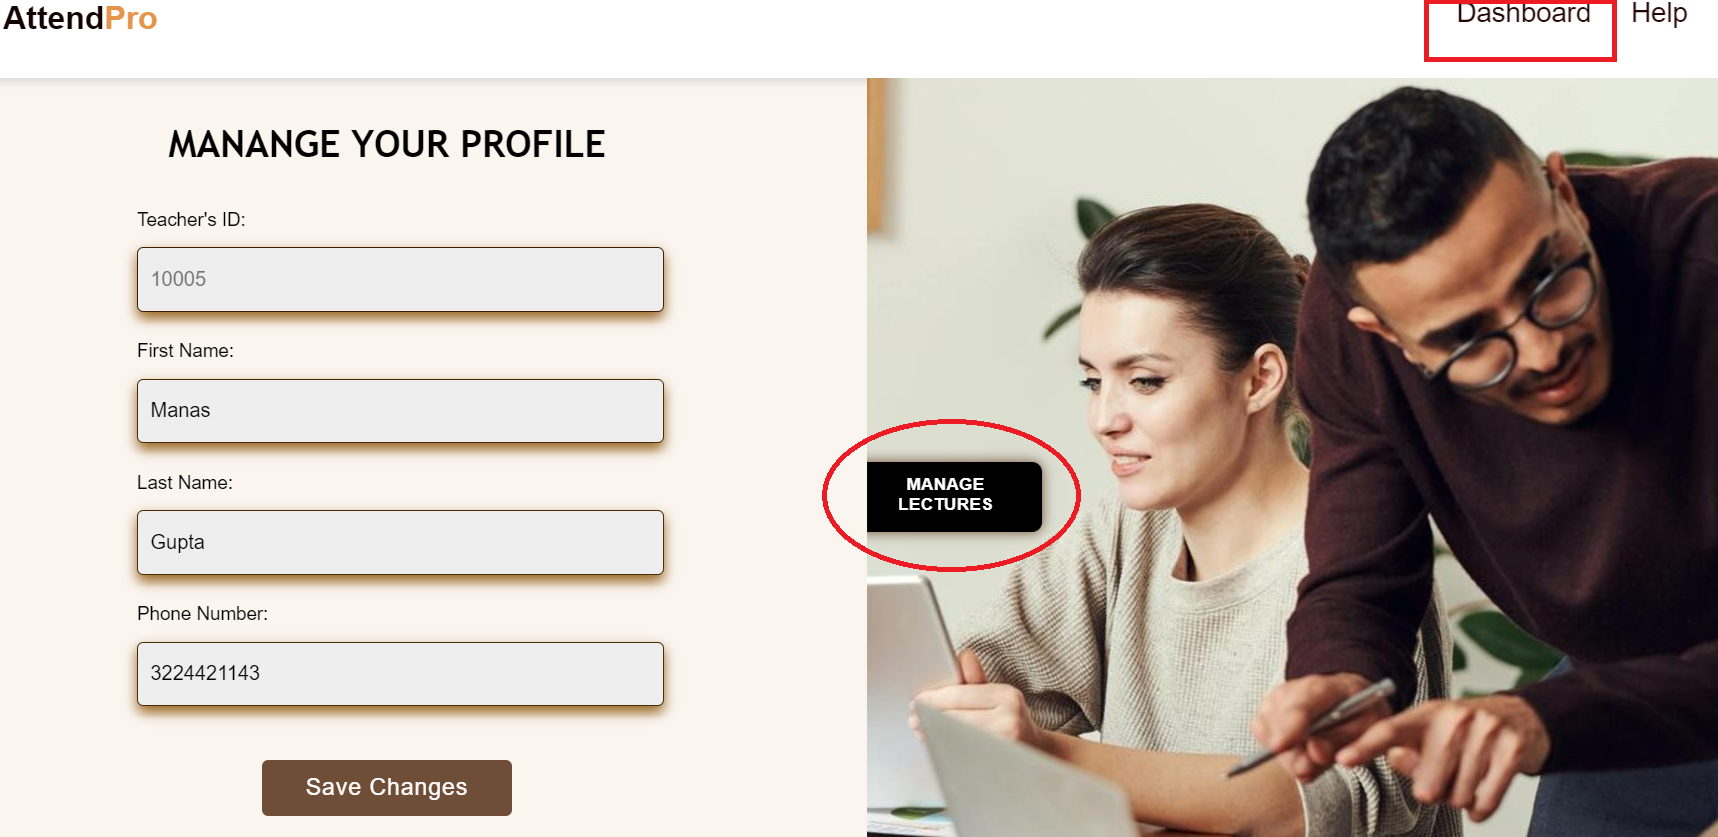 AttendPro
Dashboard Help
MANANGE YOUR PROFILE
Teacher's ID:
10005
First Name:
Manas
Last Name:
Gupta
Phone Number:
3224421143
Save Changes
MANAGE
LECTURES